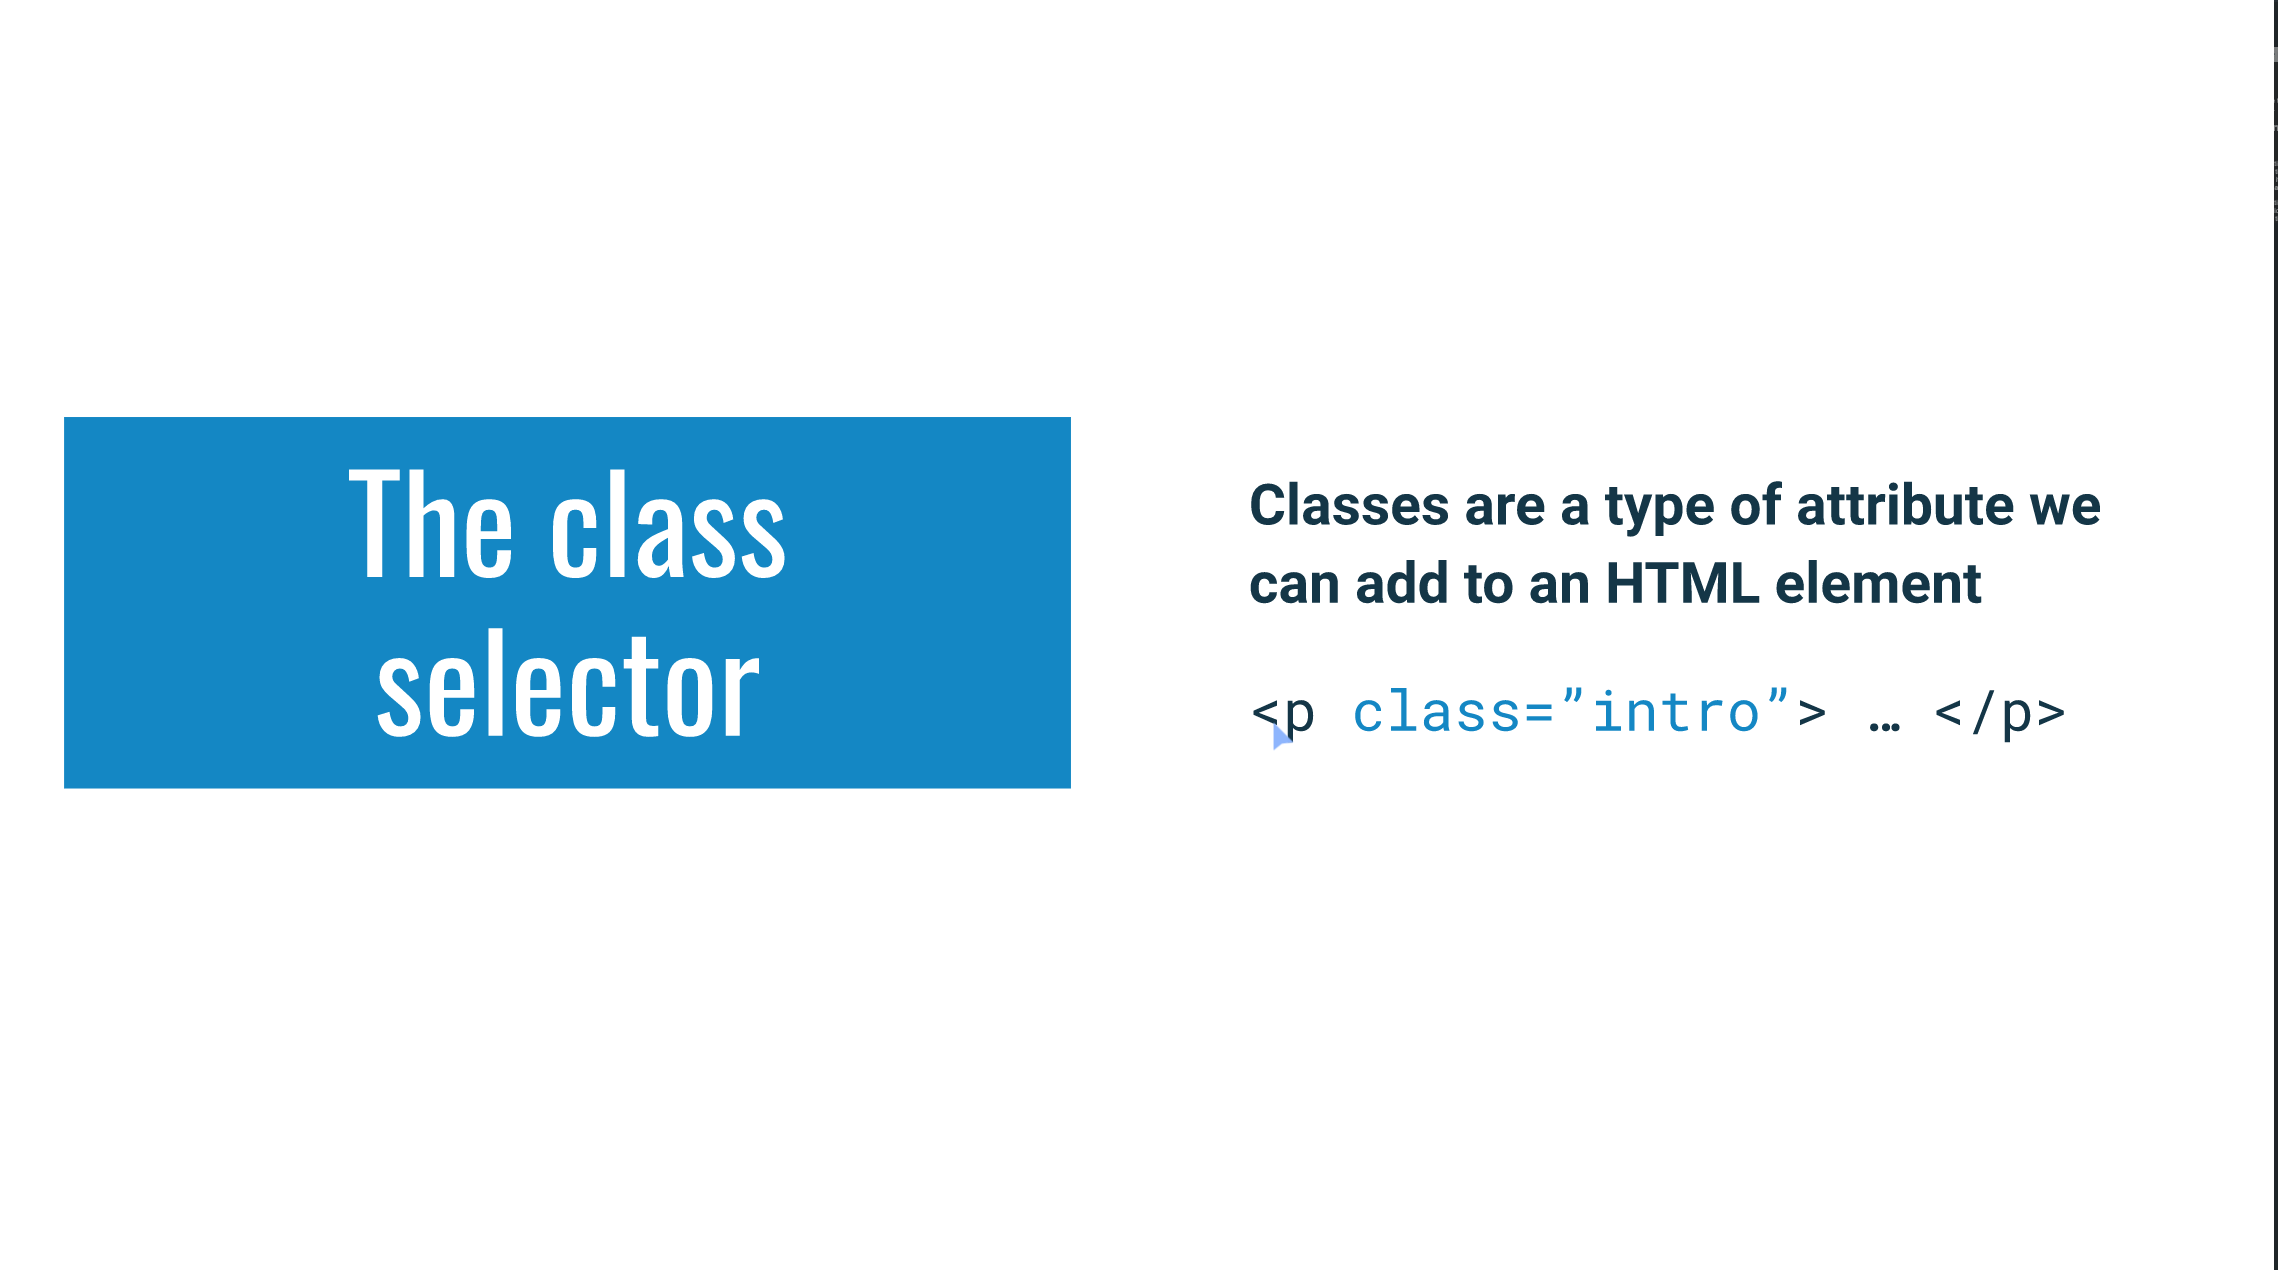 The class
selector
Classes are a type of attribute we
can add to an HTML element
<p class=”intro”> … </p>